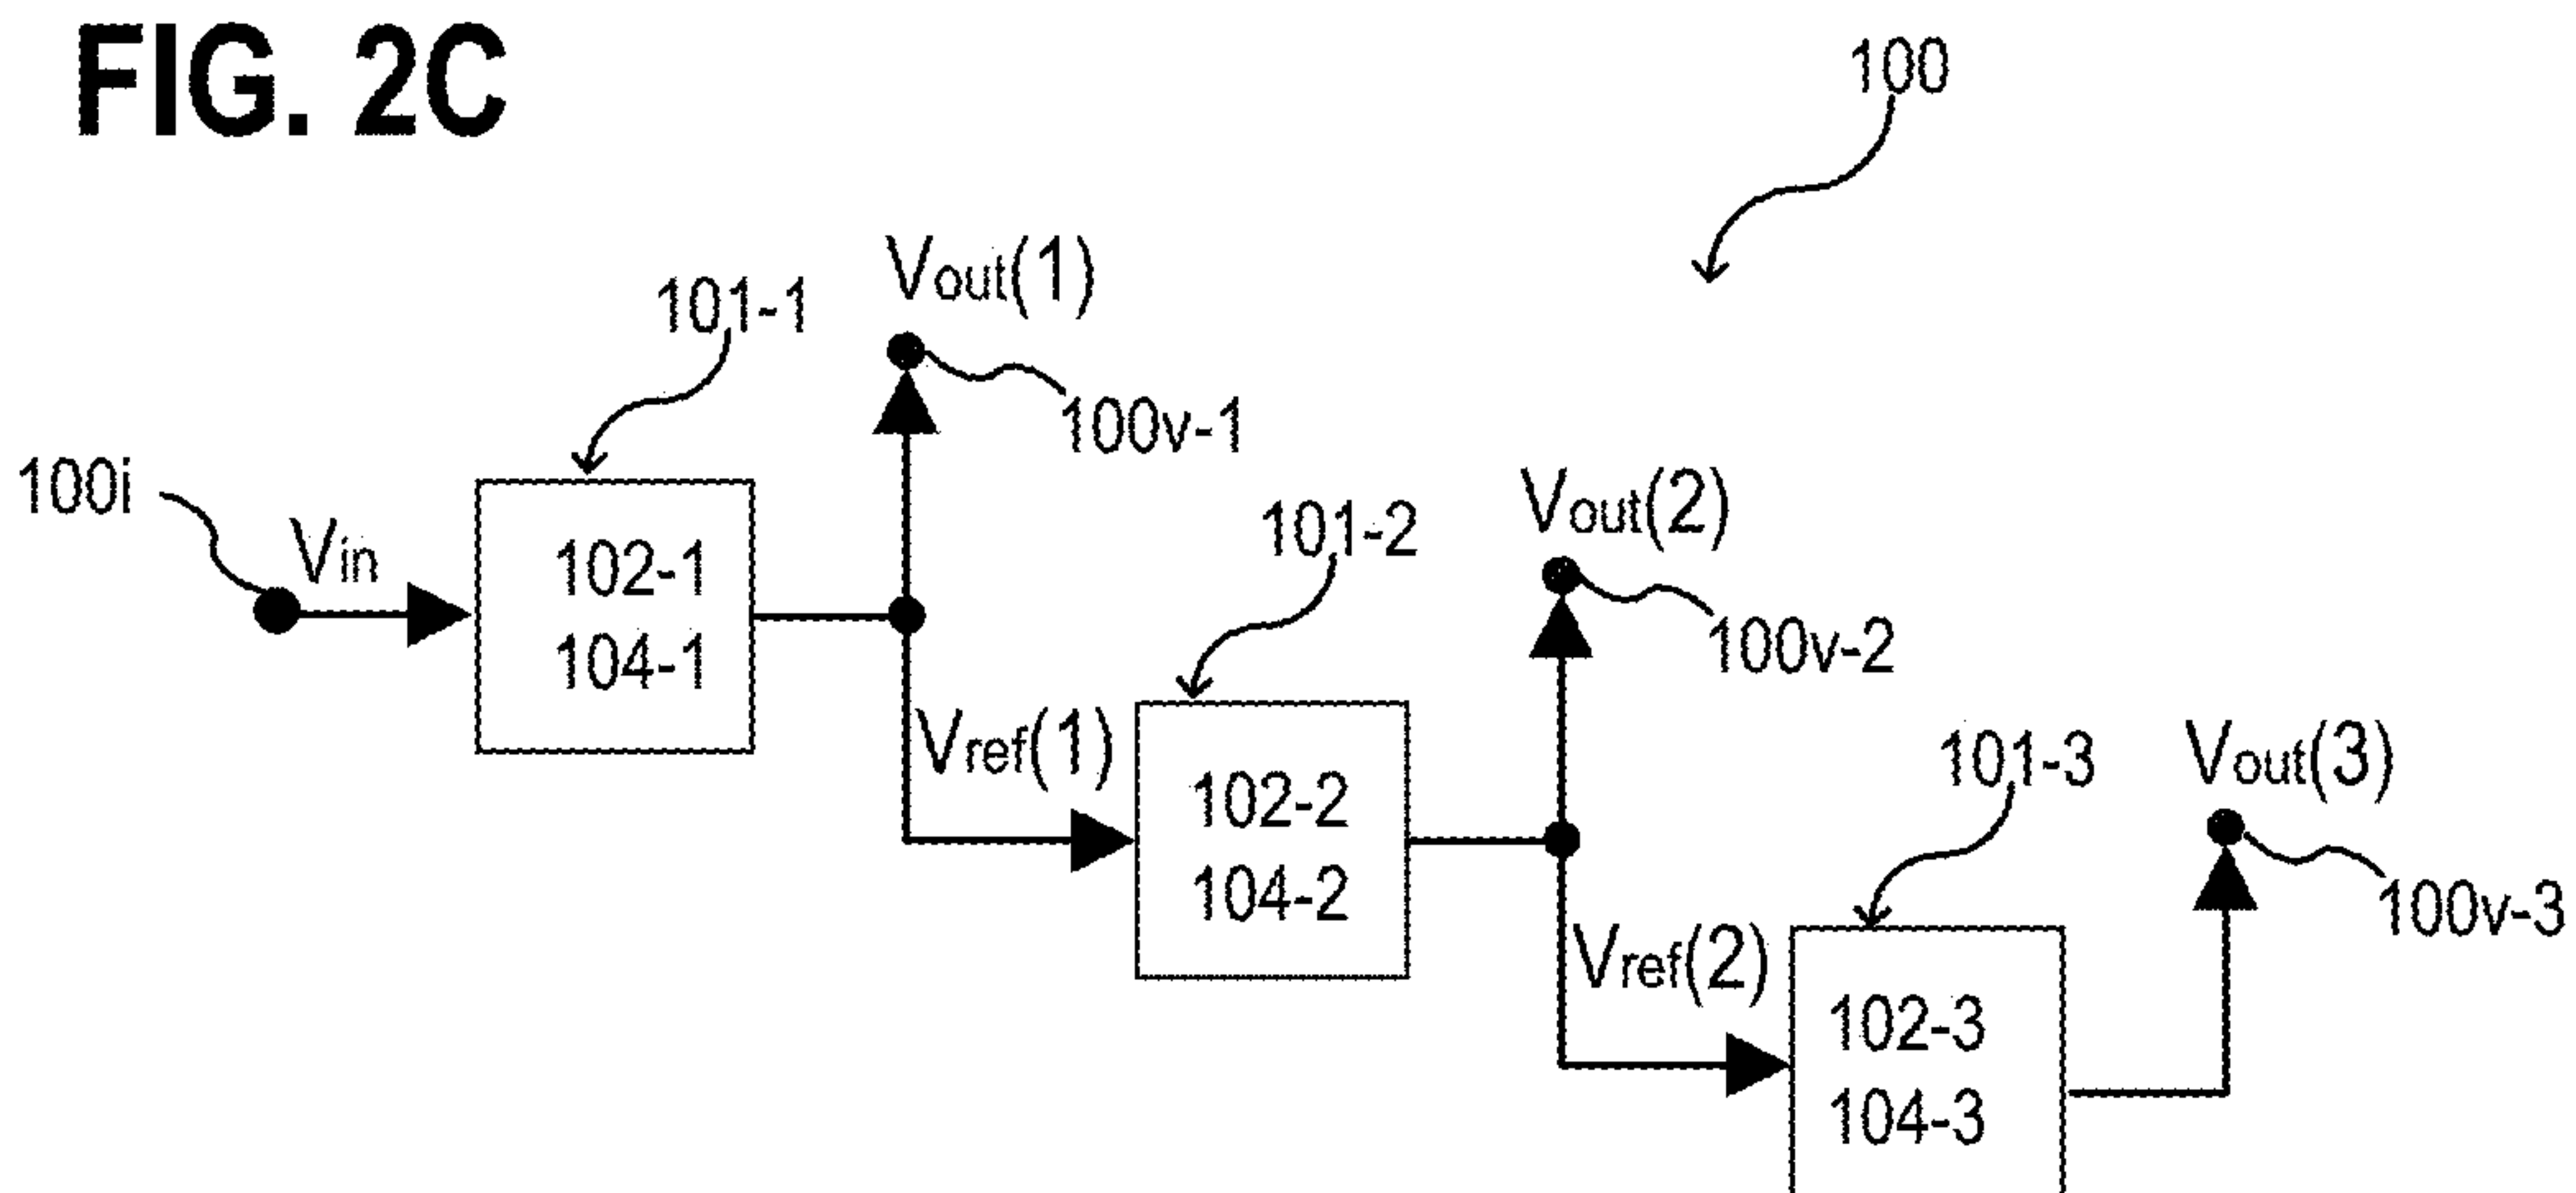 FIG. 2C
100
Vout(1)
101-1
100v-1
100i
Vin
102-1
104-1
Vout(2)
101-2
100v-2
Vref(1)
102-2
104-2
Vout(3)
101-3
100v-3
Vref(2)
102-3
104-3